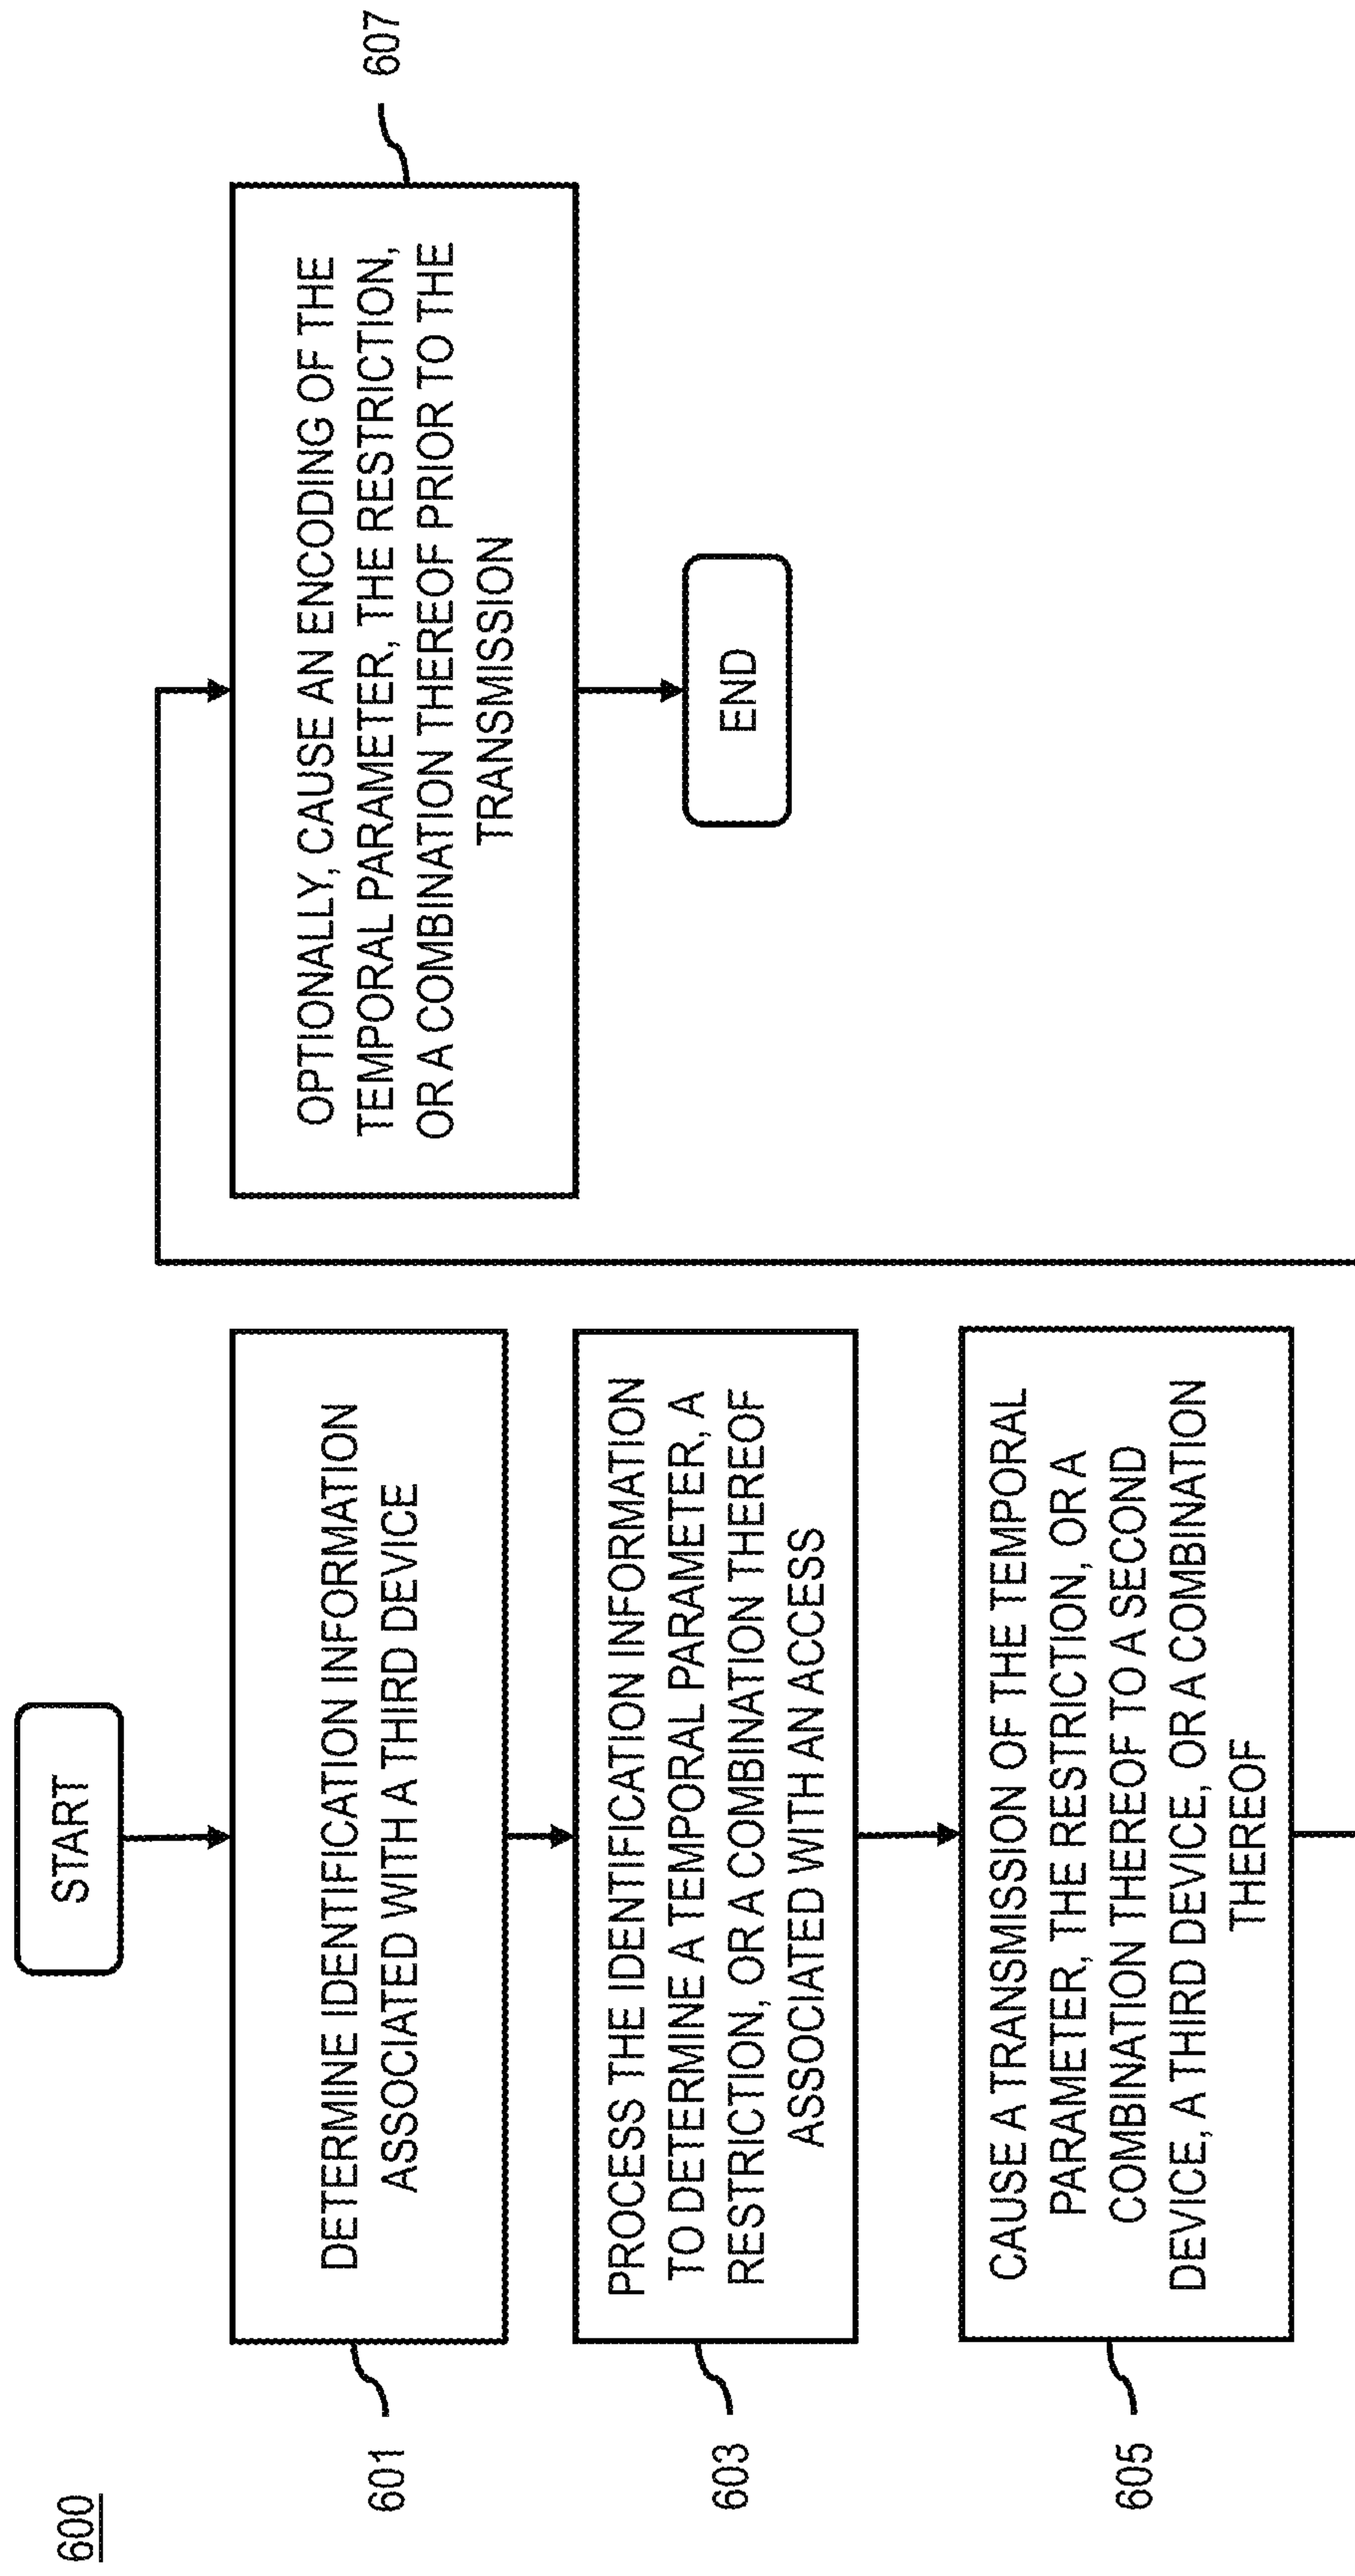 600
START
601
DETERMINE IDENTIFICATION INFORMATION
ASSOCIATED WITH A THIRD DEVICE
603
PROCESS THE IDENTIFICATION INFORMATION
TO DETERMINE A TEMPORAL PARAMETER, A
RESTRICTION, OR A COMBINATION THEREOF
ASSOCIATED WITH AN ACCESS
605
CAUSE A TRANSMISSION OF THE TEMPORAL
PARAMETER, THE RESTRICTION, OR A
COMBINATION THEREOF TO A SECOND
DEVICE, A THIRD DEVICE, OR A COMBINATION
THEREOF
607
OPTIONALLY, CAUSE AN ENCODING OF THE
TEMPORAL PARAMETER, THE RESTRICTION,
OR A COMBINATION THEREOF PRIOR TO THE
TRANSMISSION
END